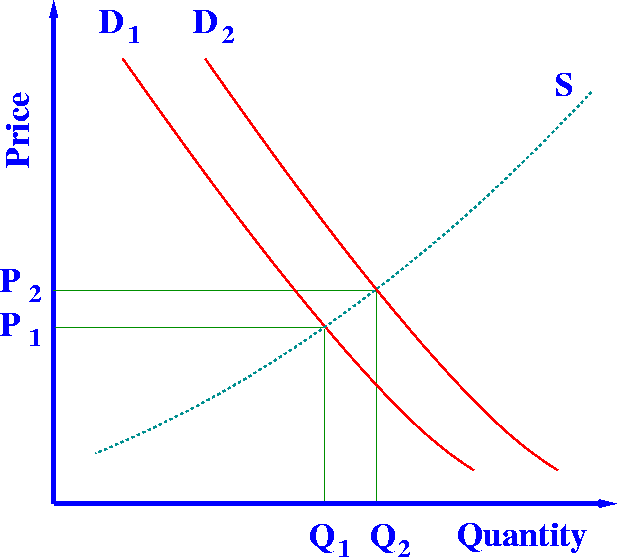 D1 D2
S
Price
P2
P1
Q1 Q2 Quantity